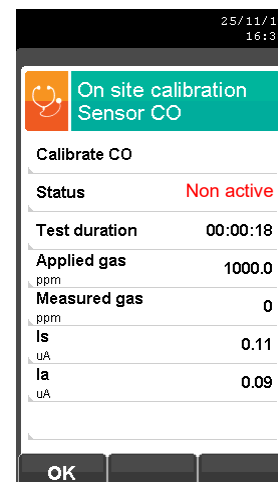 25/11/1
16:3
On site calibration
Sensor CO
Calibrate CO
Status Non active
Test duration 00:00:18
Applied gas 1000.0
ppm
Measured gas 0
ppm
Is 0.11
uA
Ia 0.09
uA
OK